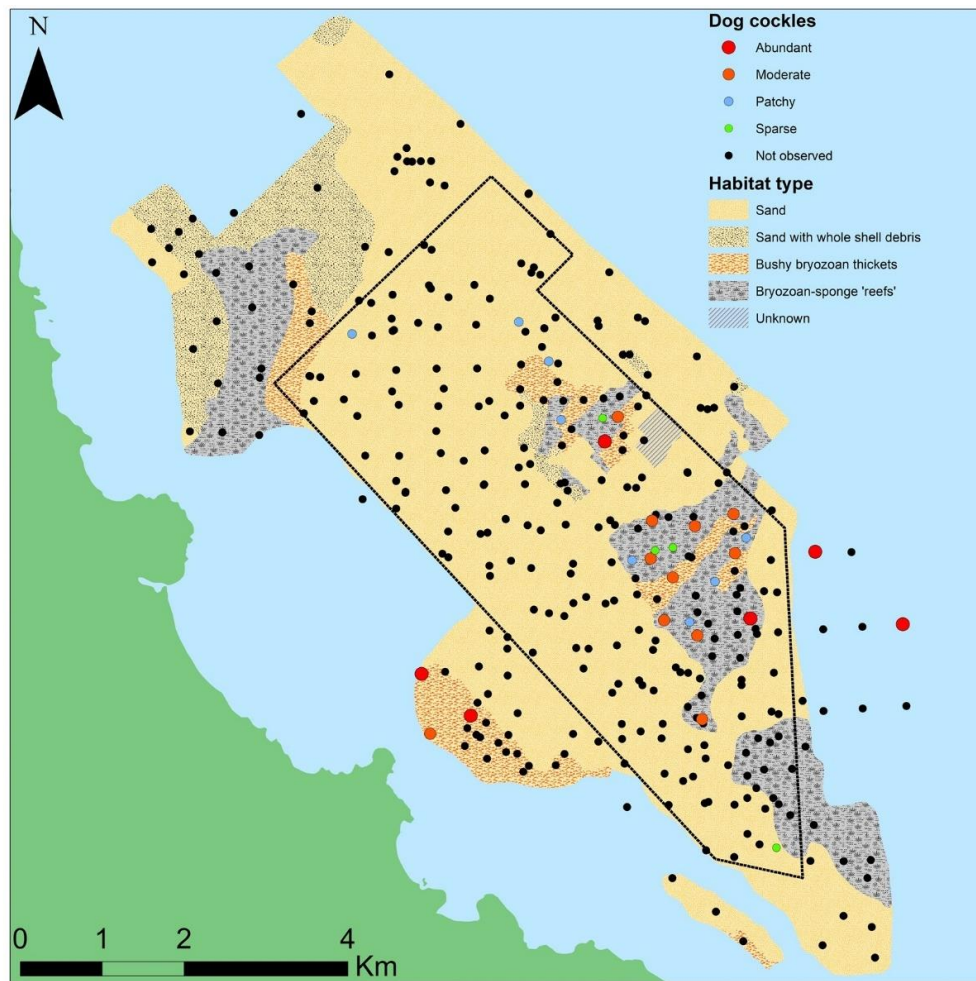 N
Dog cockles
Abundant
Moderate
Patchy
Sparse
Not observed
Habitat type
Sand
Sand with whole shell debris
Bushy bryozoan thickets
Bryozoan-sponge 'reefs'
Unknown
0 1 2 4
Km